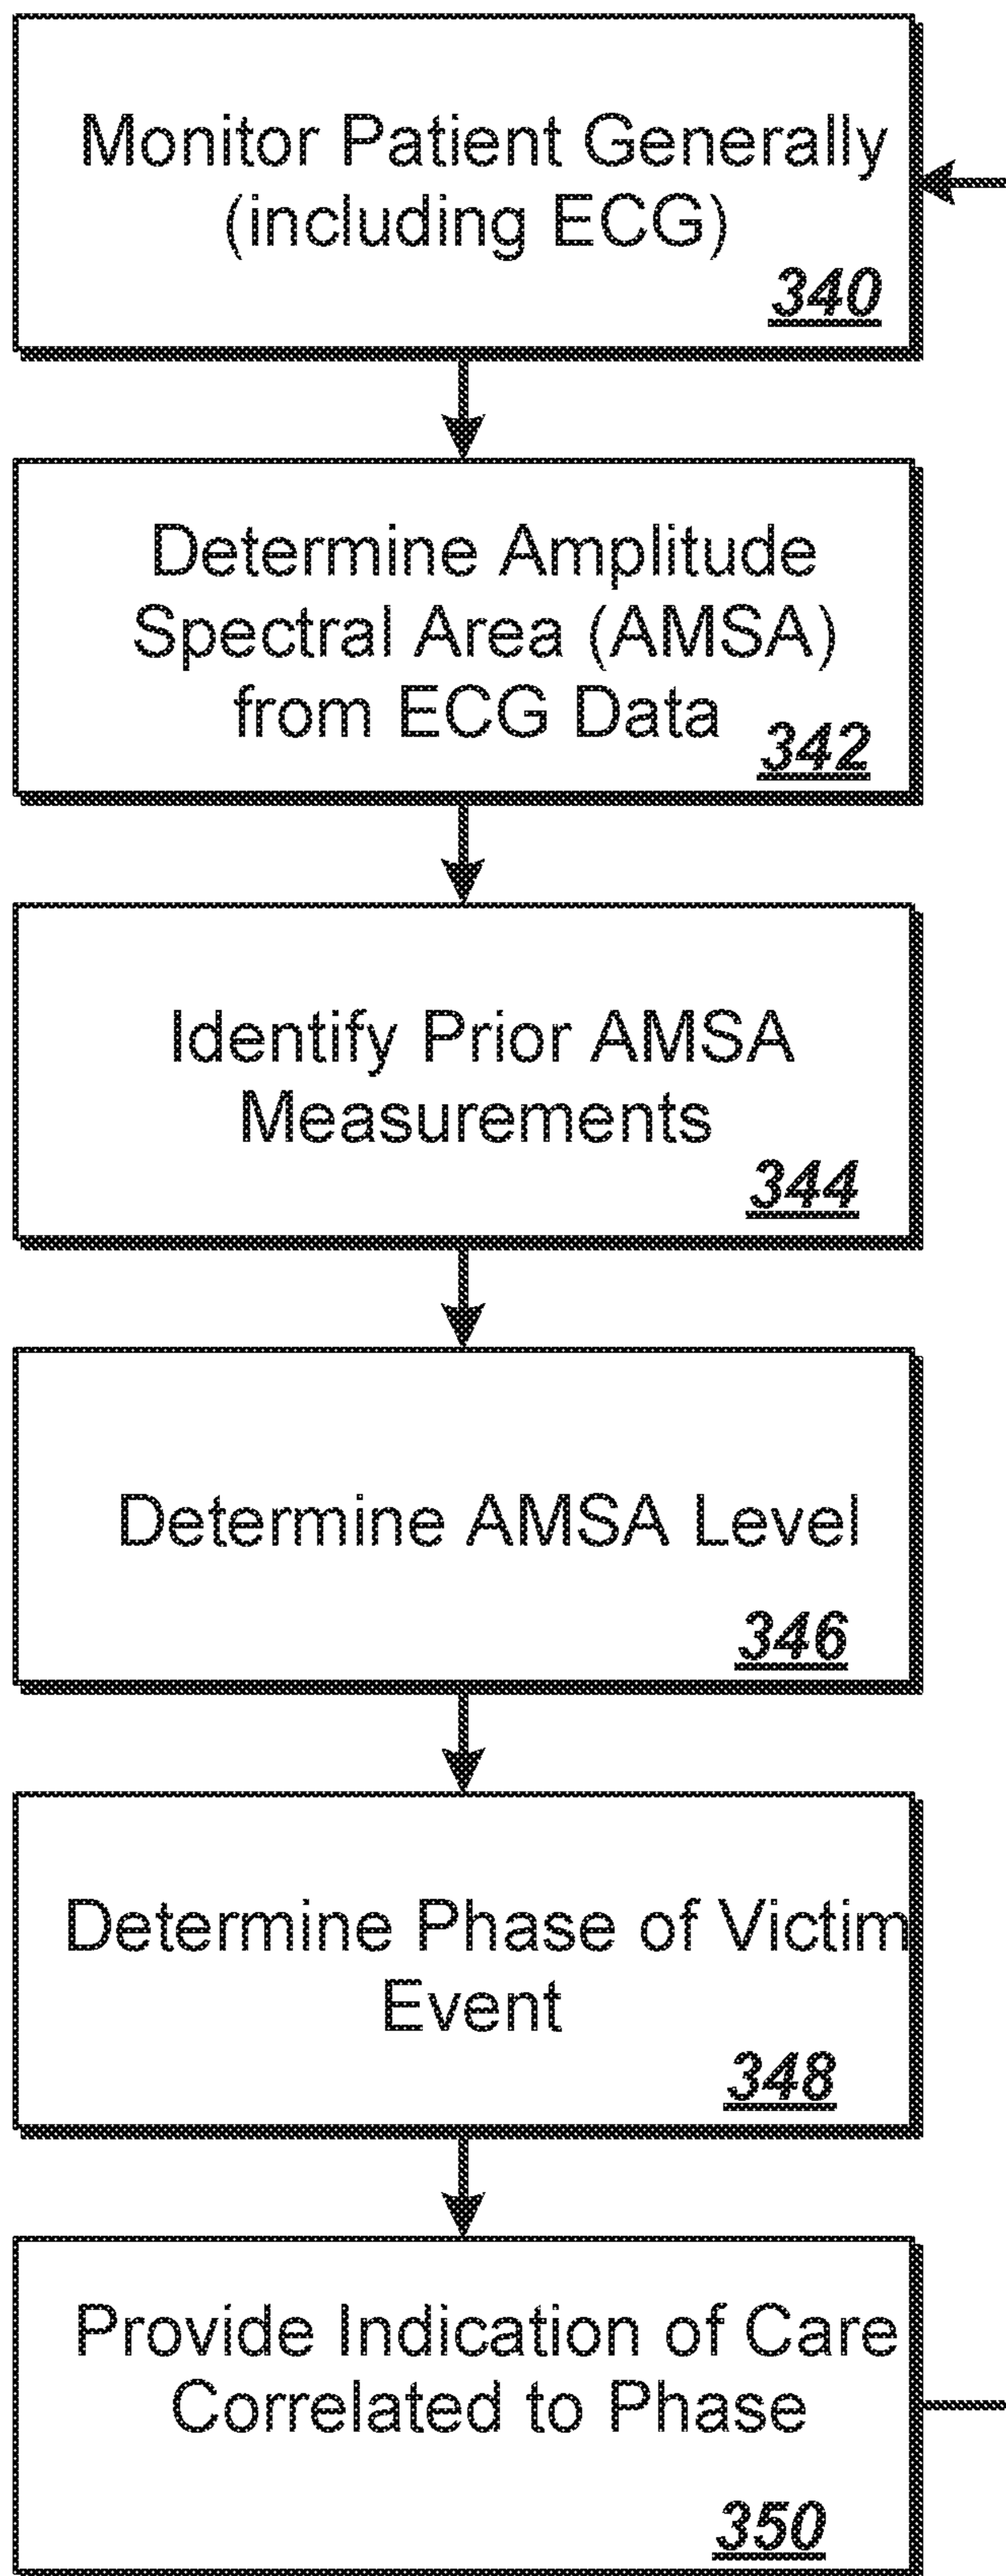 Monitor Patient Generally
(including ECG)
340
Determine Amplitude
Spectral Area (AMSA)
from ECG Data
342
Identify Prior AMSA
Measurements
344
Determine AMSA Level
346
Determine Phase of Victim
Event
348
Provide Indication of Care
Correlated to Phase
350